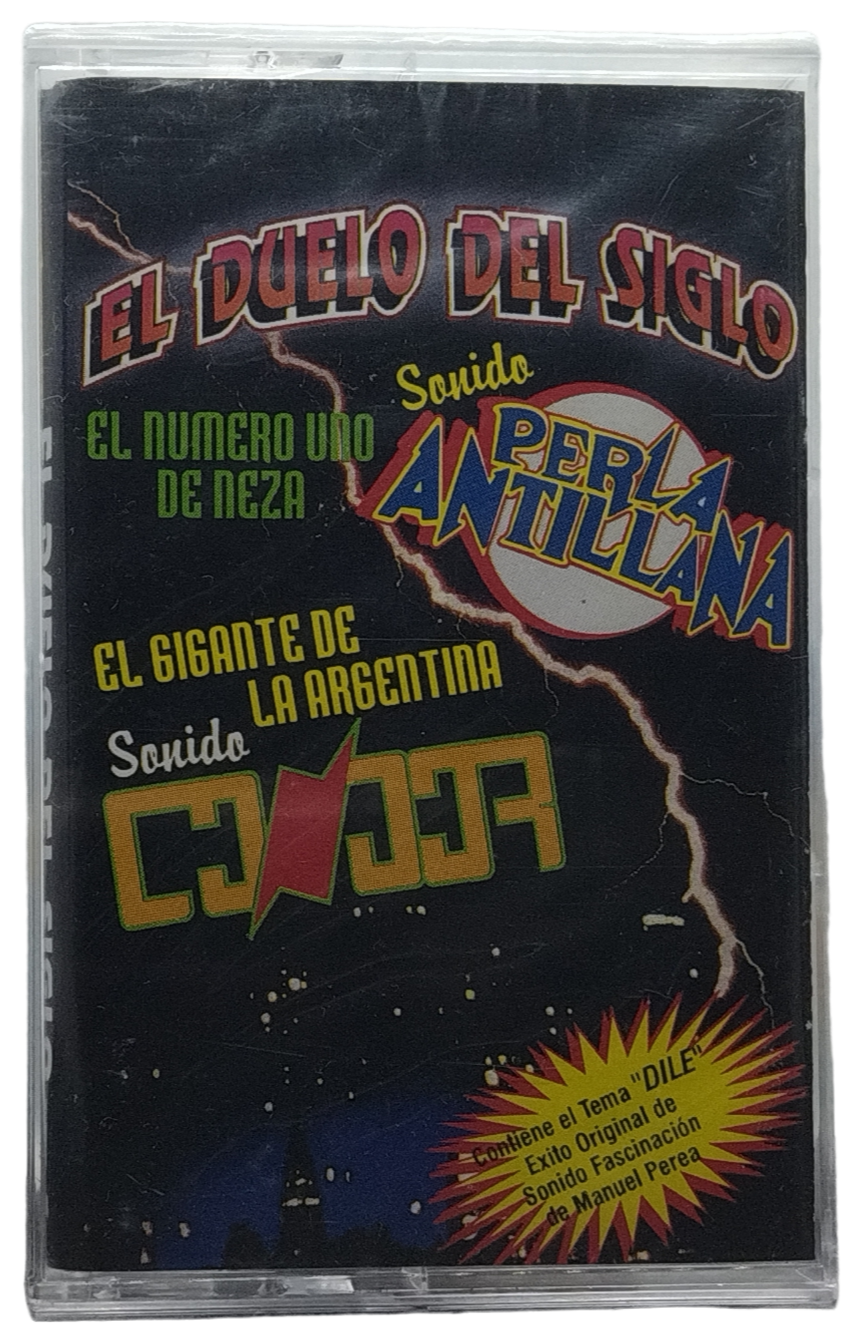 EL DUELO DEL SIGLO
EL NUMERO UNO
DE NEZA
Sonido
PERLA
ANTILLANA
EL GIGANTE DE
LA ARGENTINA
Sonido
CONDOR
Contiene el Tema "DILE"
Exito Original de
Sonido Fascinación
de Manuel Perea
EL DUELO DEL SIGLO